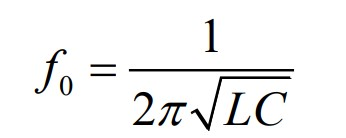 f₀ = 1 / (2π√LC)